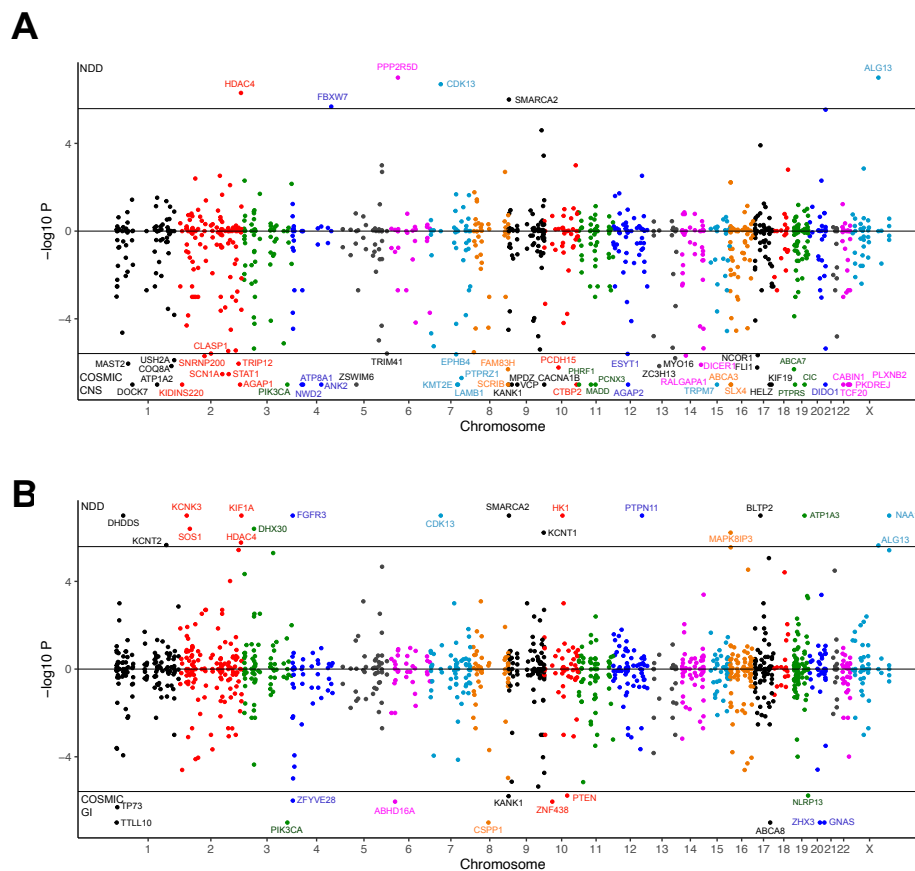 A
NDD
PPP2R5D
ALG13
HDAC4
CDK13
FBXW7
SMARCA2
4
0
−4
−log10 P
CLASP1
TRIM41
NCOR1
MAST2
USH2A
SNRNP200
TRIP12
EPHB4
FAM83H
PCDH15
ESYT1
MYO16
DICER1
ABCA7
COQ8A
FLI1
COSMIC
SCN1A
STAT1
ZSWIM6
PTPRZ1
PHRF1
PCNX3
ZC3H13
PLXNB2
CNS
ATP1A2
AGAP1
ATP8A1
ANK2
KMT2E
SCRIB
VCP
CACNA1B
MADD
RALGAPA1
ABCA3
KIF19
CIC
CABIN1
PKDREJ
DOCK7
KIDINS220
PIK3CA
NWD2
LAMB1
MPDZ
KANK1
CTBP2
AGAP2
TRPM7
SLX4
HELZ
PTPRS
DIDO1
TCF20
1 2 3 4 5 6 7 8 9 10 11 12 13 14 15 16 17 18 19 20 21 22 X
Chromosome
B
NDD
KCNK3
KIF1A
FGFR3
SMARCA2
HK1
PTPN11
BLTP2
ATP1A3
NAA
DHDDS
CDK13
SOS1
DHX30
KCNT1
KCNT2
HDAC4
MAPK8IP3
ALG13
4
0
−4
−log10 P
COSMIC
GI
TP73
ZFYVE28
ABHD16A
KANK1
PTEN
ZNF438
NLRP13
TTLL10
PIK3CA
CSPP1
ABCA8
ZHX3
GNAS
1 2 3 4 5 6 7 8 9 10 11 12 13 14 15 16 17 18 19 20 21 22 X
Chromosome